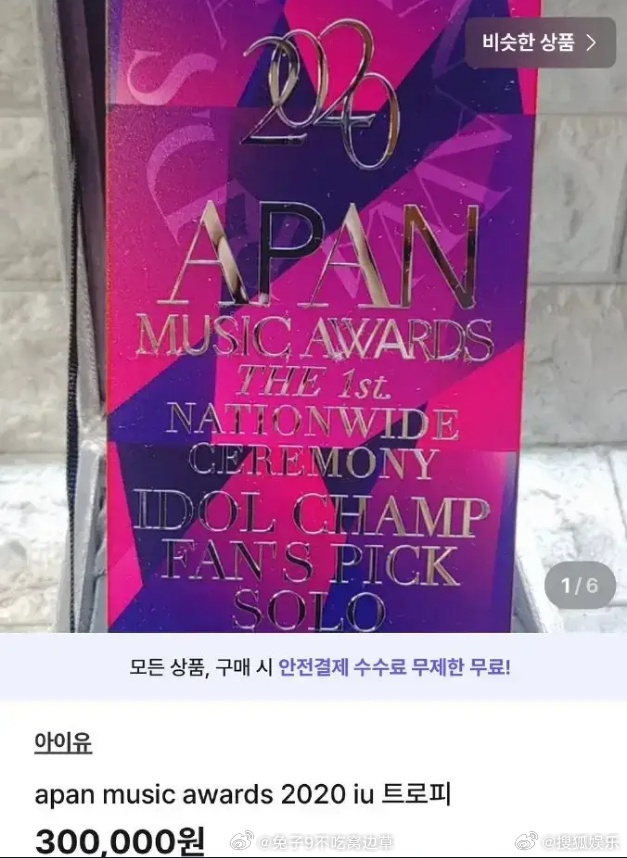 비슷한 상품 >
2020
APAN
MUSIC AWARDS
THE 1st.
NATIONWIDE
CEREMONY
IDOL CHAMP
FAN'S PICK
SOLO
1/6
모든 상품, 구매 시 안전결제 수수료 무제한 무료!
아이유
apan music awards 2020 iu 트로피
300,000원
@兔子9不吃窝边草
@搜狐娱乐